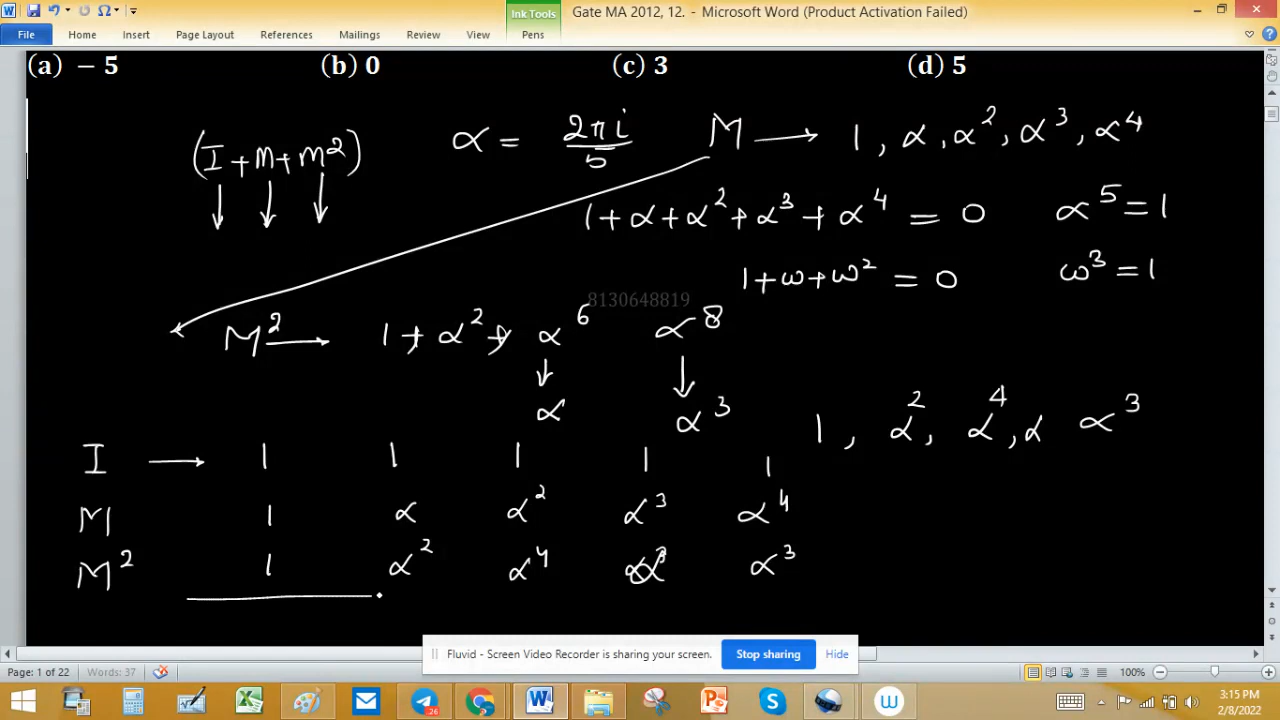 Gate MA 2012, 12. - Microsoft Word (Product Activation Failed)
Ink Tools
File Home Insert Page Layout References Mailings Review View Pens
(a) − 5 (b) 0 (c) 3 (d) 5
(I + M + M²) α = 2πi/5 M → 1, α, α², α³, α⁴
1 + α + α² + α³ + α⁴ = 0 α⁵ = 1
1 + ω + ω² = 0 ω³ = 1
8130648819
M² → 1, α², α⁶ α⁸
α α³ 1, α², α⁴, α α³
I → 1 1 1 1 1
M 1 α α² α³ α⁴
M² 1 α² α⁴ α³
Fluvid - Screen Video Recorder is sharing your screen. Stop sharing Hide
Page: 1 of 22 Words: 37 100%
26
3:15 PM
2/8/2022